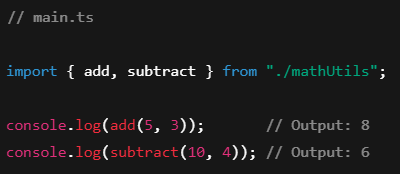 // main.ts
import { add, subtract } from "./mathUtils";
console.log(add(5, 3));        // Output: 8
console.log(subtract(10, 4)); // Output: 6